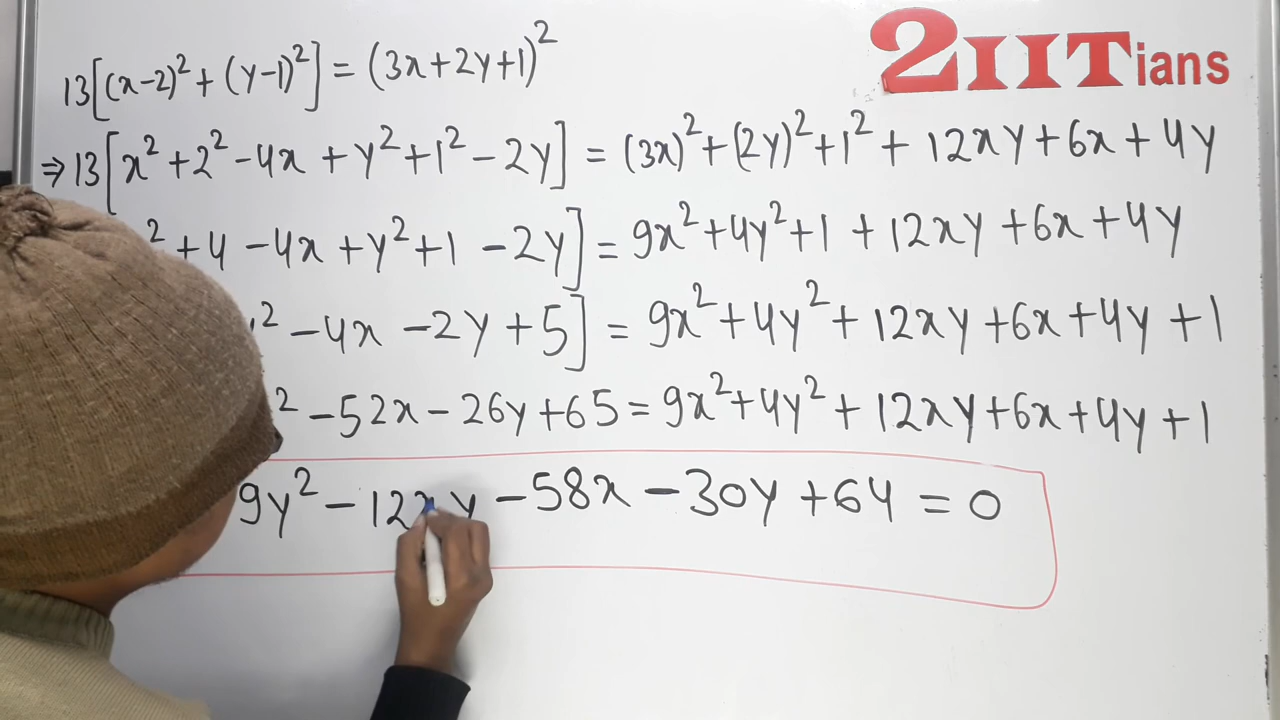 2IITians
13[(x-2)² + (y-1)²] = (3x+2y+1)²
⇒ 13[x² + 2² - 4x + y² + 1² - 2y] = (3x)² + (2y)² + 1² + 12xy + 6x + 4y
² + 4 - 4x + y² + 1 - 2y] = 9x² + 4y² + 1 + 12xy + 6x + 4y
² - 4x - 2y + 5] = 9x² + 4y² + 12xy + 6x + 4y + 1
² - 52x - 26y + 65 = 9x² + 4y² + 12xy + 6x + 4y + 1
9y² - 12xy - 58x - 30y + 64 = 0